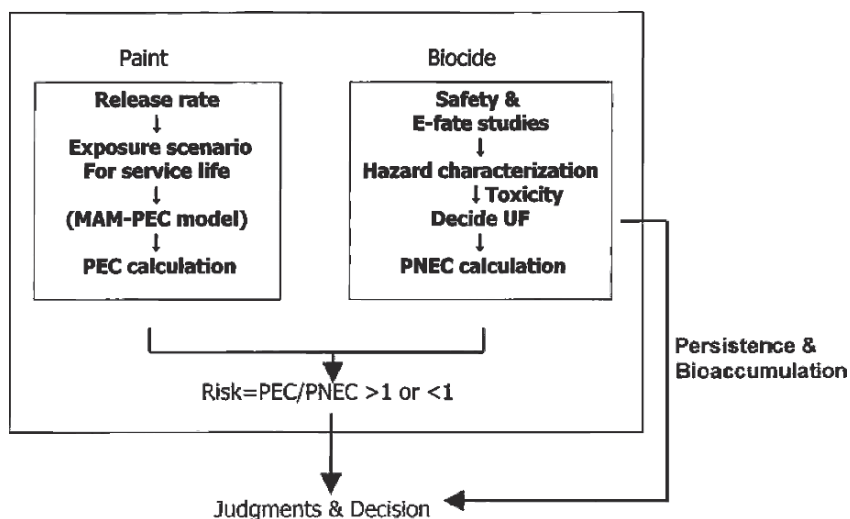 Paint
Release rate
Exposure scenario
For service life
(MAM-PEC model)
PEC calculation
Biocide
Safety &
E-fate studies
Hazard characterization
Toxicity
Decide UF
PNEC calculation
Persistence &
Bioaccumulation
Risk=PEC/PNEC >1 or <1
Judgments & Decision